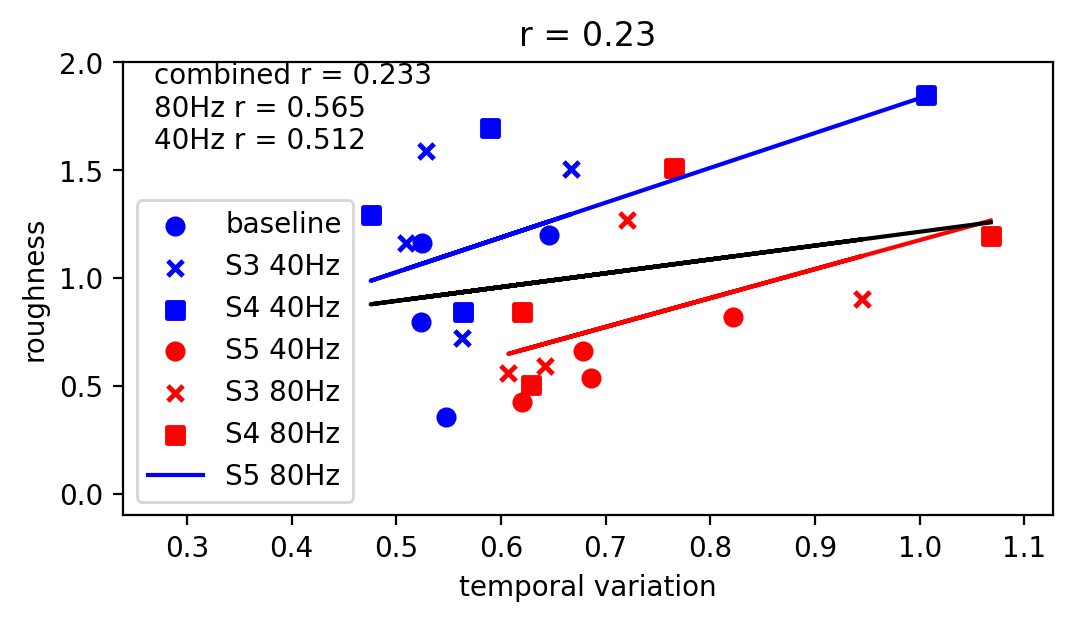 r = 0.23
combined r = 0.233
80Hz r = 0.565
40Hz r = 0.512
baseline
S3 40Hz
S4 40Hz
S5 40Hz
S3 80Hz
S4 80Hz
S5 80Hz
roughness
2.0
1.5
1.0
0.5
0.0
0.3 0.4 0.5 0.6 0.7 0.8 0.9 1.0 1.1
temporal variation